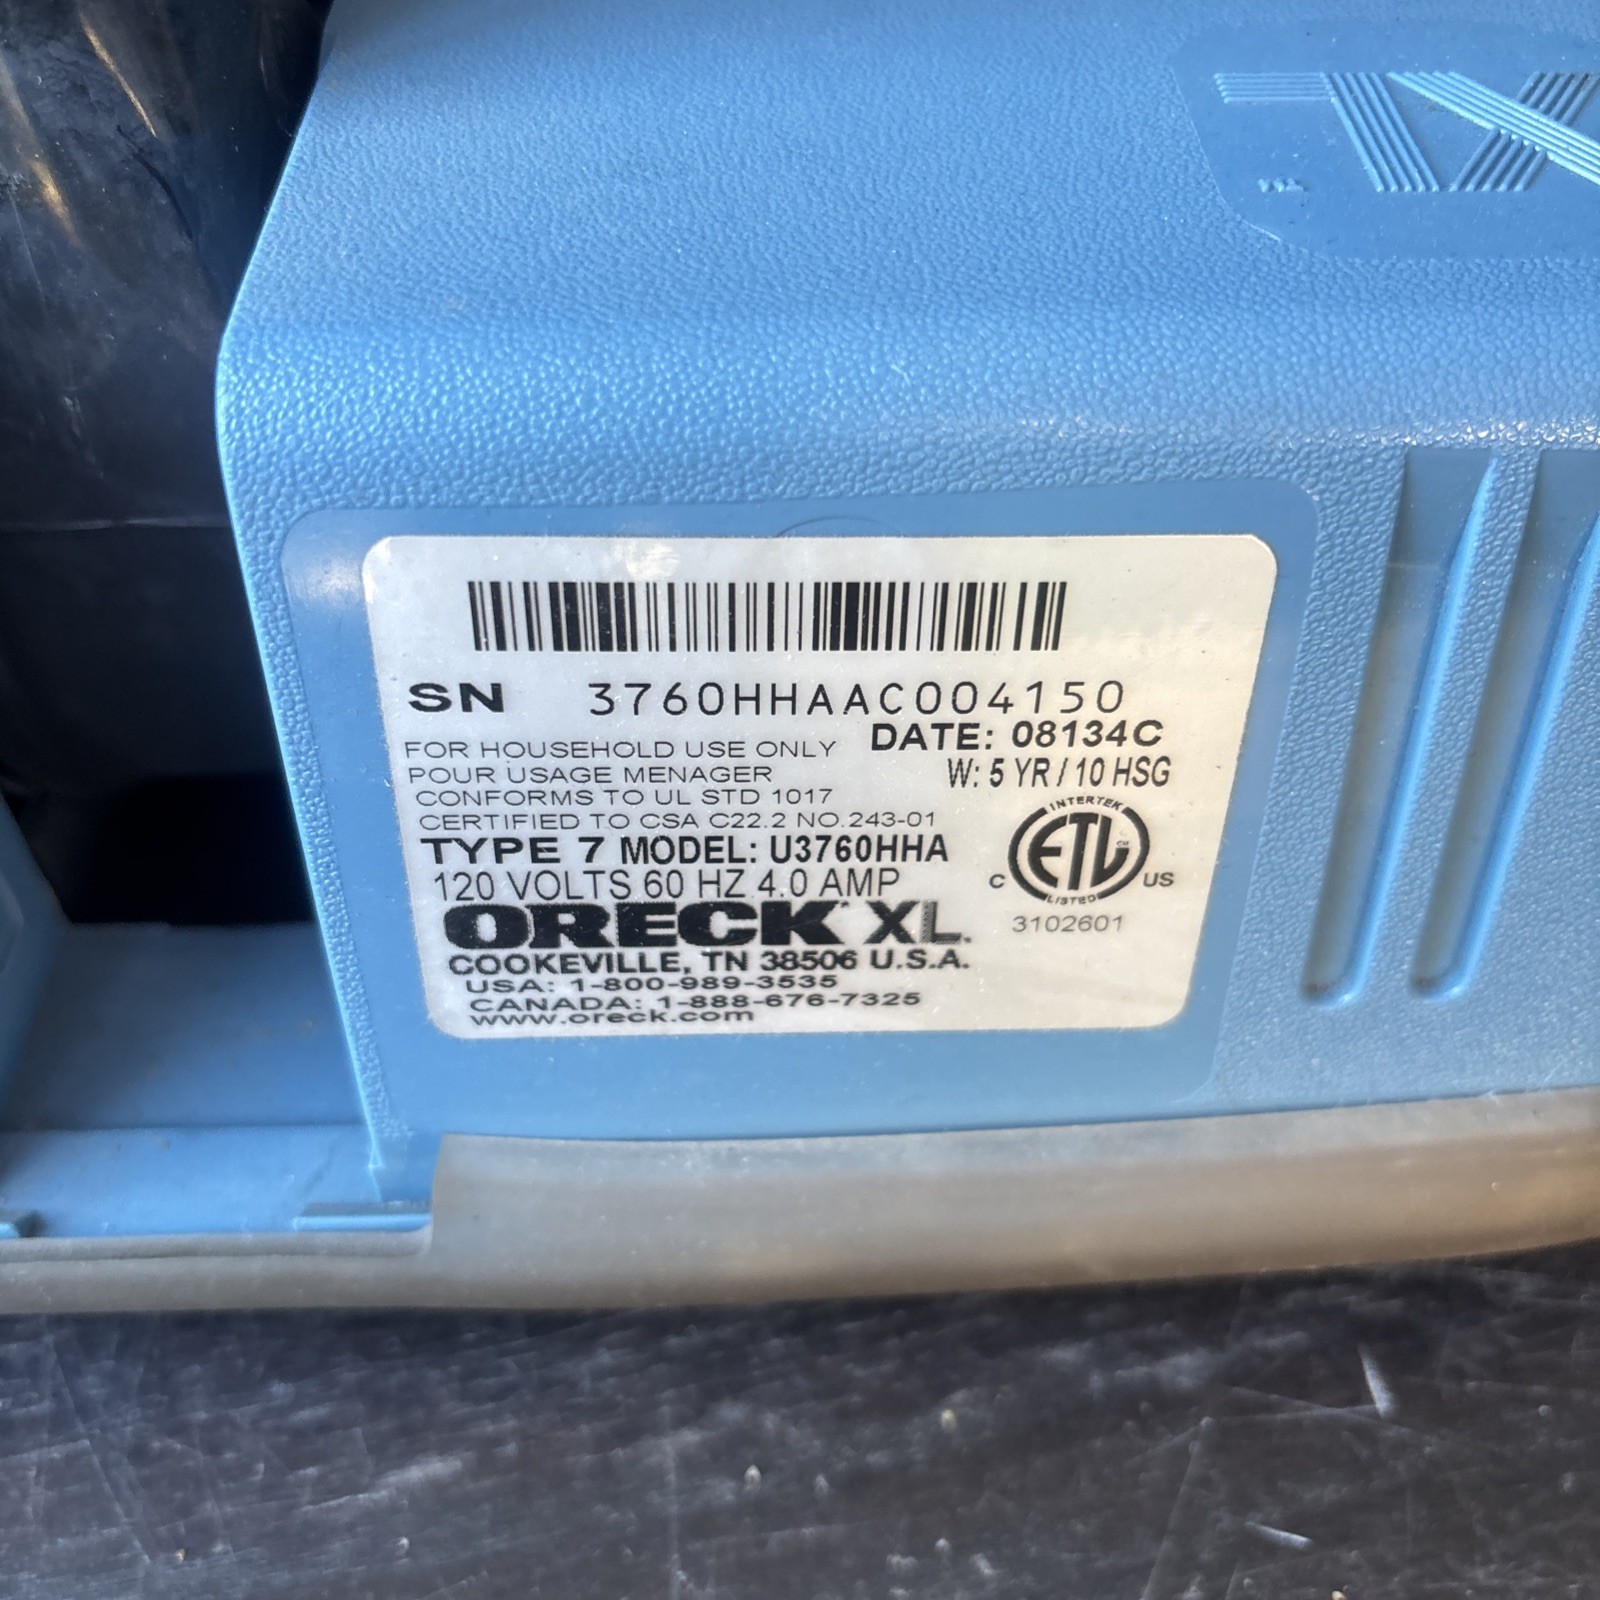 XL
SN 3760HHAAC004150
DATE: 08134C
FOR HOUSEHOLD USE ONLY
W: 5 YR / 10 HSG
POUR USAGE MENAGER
CONFORMS TO UL STD 1017
CERTIFIED TO CSA C22.2 NO.243-01
TYPE 7 MODEL: U3760HHA
120 VOLTS 60 HZ 4.0 AMP
INTERTEK
ETL CM
C US
LISTED
3102601
ORECK XL.
COOKEVILLE, TN 38506 U.S.A.
USA: 1-800-989-3535
CANADA: 1-888-676-7325
www.oreck.com